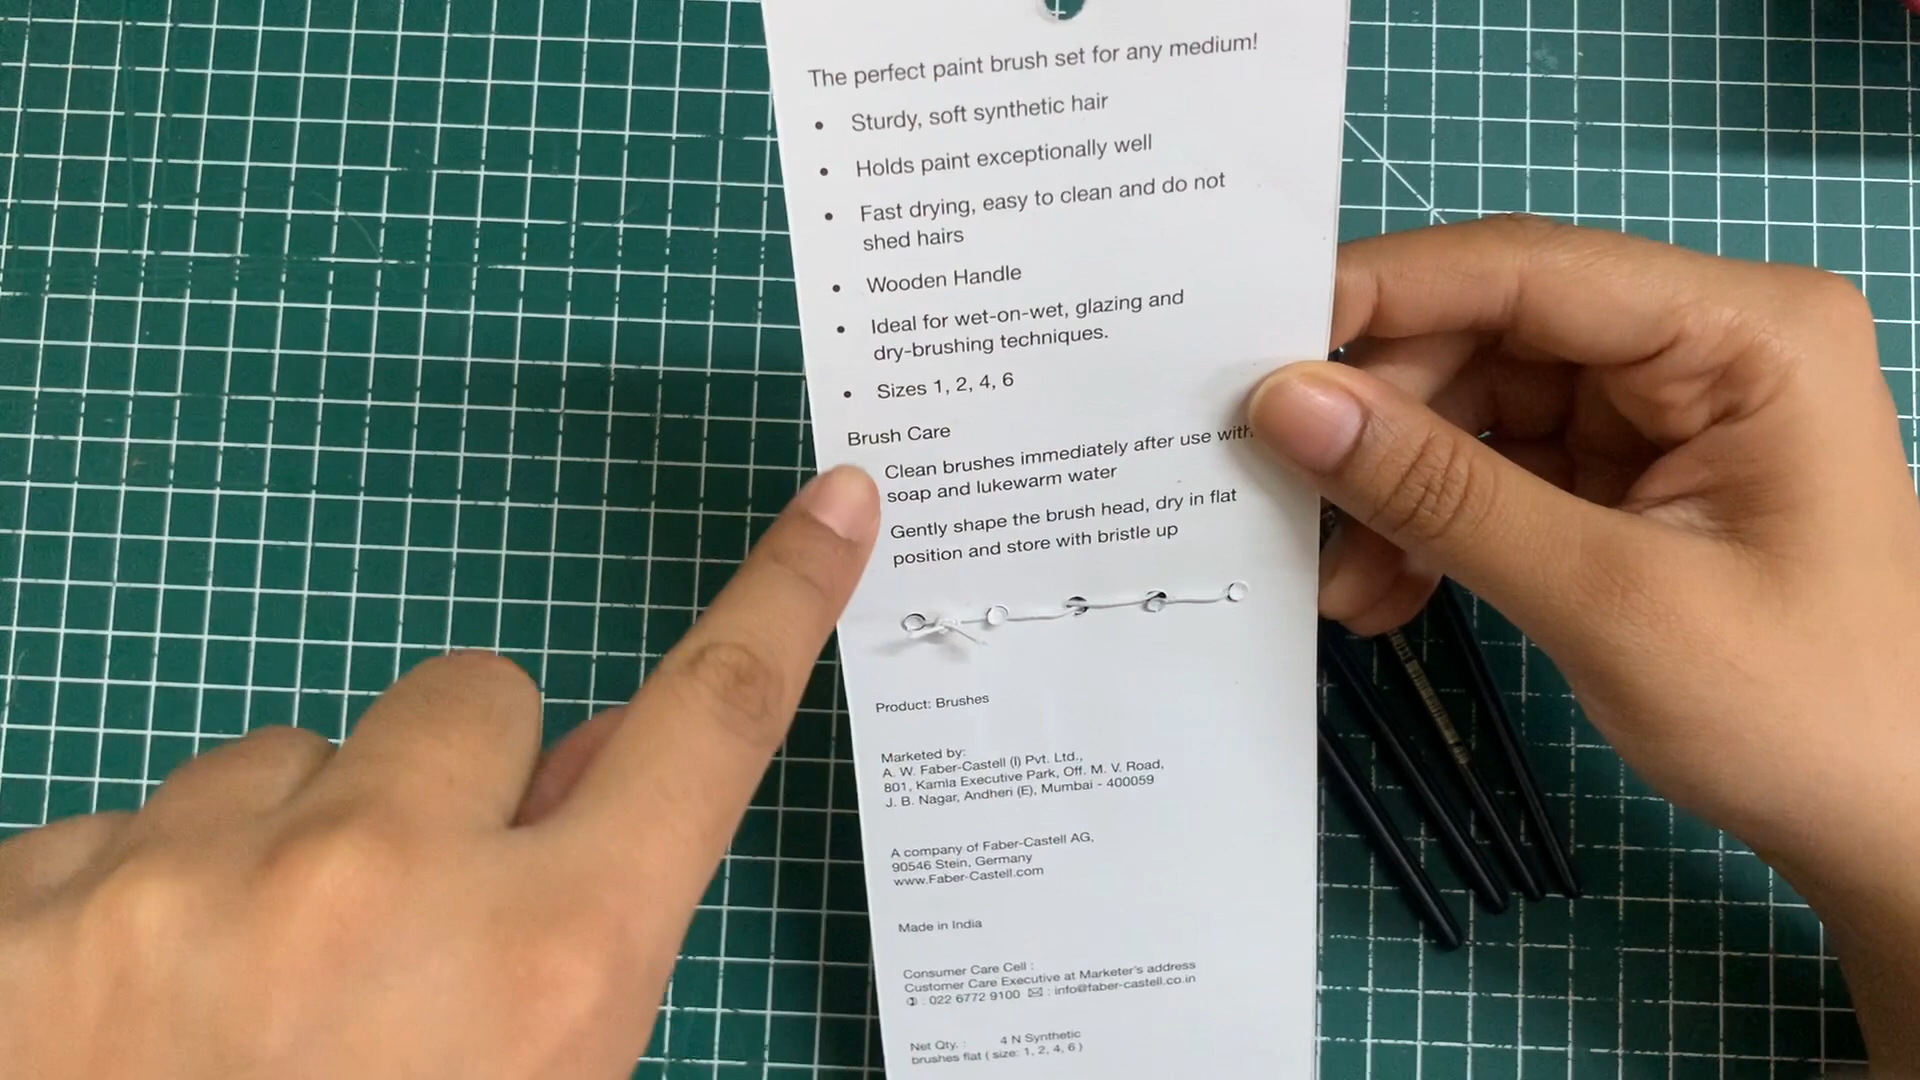 The perfect paint brush set for any medium!
• Sturdy, soft synthetic hair
• Holds paint exceptionally well
• Fast drying, easy to clean and do not
shed hairs
• Wooden Handle
• Ideal for wet-on-wet, glazing and
dry-brushing techniques.
• Sizes 1, 2, 4, 6
Brush Care
Clean brushes immediately after use with
soap and lukewarm water
Gently shape the brush head, dry in flat
position and store with bristle up
Product: Brushes
Marketed by:
A. W. Faber-Castell (I) Pvt. Ltd.,
801, Kamla Executive Park, Off. M. V. Road,
J. B. Nagar, Andheri (E), Mumbai - 400059
A company of Faber-Castell AG,
90546 Stein, Germany
www.Faber-Castell.com
Made in India
Consumer Care Cell :
Customer Care Executive at Marketer's address
✆ : 022 6772 9100 ✉ : info@faber-castell.co.in
Net Qty. : 4 N Synthetic
brushes flat ( size: 1, 2, 4, 6 )